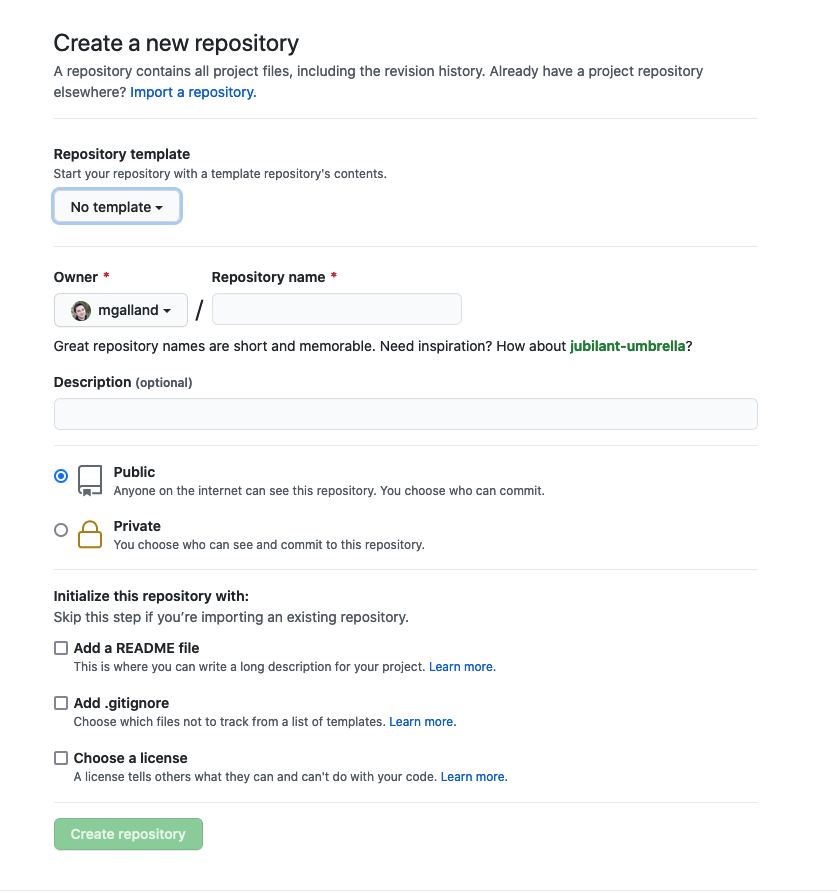 Create a new repository
A repository contains all project files, including the revision history. Already have a project repository
elsewhere? Import a repository.
Repository template
Start your repository with a template repository's contents.
No template
Owner *
Repository name *
mgalland
/
Great repository names are short and memorable. Need inspiration? How about jubilant-umbrella?
Description (optional)
Public
Anyone on the internet can see this repository. You choose who can commit.
Private
You choose who can see and commit to this repository.
Initialize this repository with:
Skip this step if you’re importing an existing repository.
Add a README file
This is where you can write a long description for your project. Learn more.
Add .gitignore
Choose which files not to track from a list of templates. Learn more.
Choose a license
A license tells others what they can and can't do with your code. Learn more.
Create repository